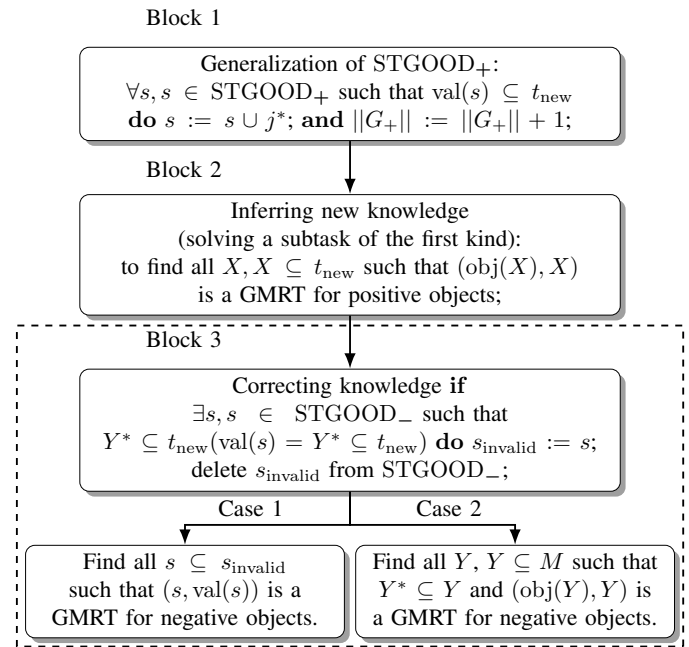 Block 1
Generalization of STGOOD₊:
∀s, s ∈ STGOOD₊ such that val(s) ⊆ t_new
do s := s ∪ j*; and ||G₊|| := ||G₊|| + 1;
Block 2
Inferring new knowledge
(solving a subtask of the first kind):
to find all X, X ⊆ t_new such that (obj(X), X)
is a GMRT for positive objects;
Block 3
Correcting knowledge if
∃s, s ∈ STGOOD₋ such that
Y* ⊆ t_new(val(s) = Y* ⊆ t_new) do s_invalid := s;
delete s_invalid from STGOOD₋;
Case 1
Case 2
Find all s ⊆ s_invalid
such that (s, val(s)) is a
GMRT for negative objects.
Find all Y, Y ⊆ M such that
Y* ⊆ Y and (obj(Y), Y) is
a GMRT for negative objects.